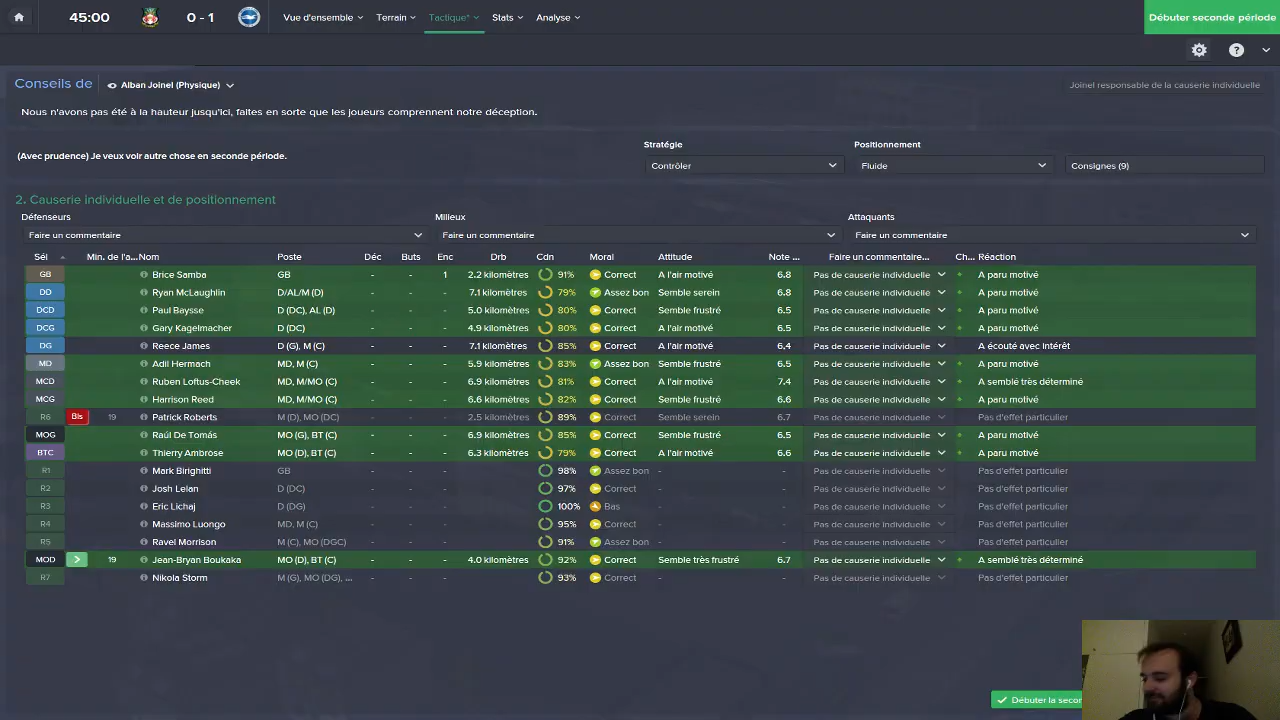 45:00 0 - 1 Vue d'ensemble Terrain Tactique* Stats Analyse Débuter seconde période
?
Conseils de Alban Joinel (Physique) Joinel responsable de la causerie individuelle
Nous n'avons pas été à la hauteur jusqu'ici, faites en sorte que les joueurs comprennent notre déception.
Stratégie Positionnement
(Avec prudence) Je veux voir autre chose en seconde période.
Contrôler Fluide Consignes (9)
2. Causerie individuelle et de positionnement
Défenseurs Milieux Attaquants
Faire un commentaire Faire un commentaire Faire un commentaire
Sél Min. de l'a... Nom Poste Déc Buts Enc Drb Cdn Moral Attitude Note ... Faire un commentaire... Ch... Réaction
GB Brice Samba GB - - 1 2.2 kilomètres 91% Correct A l'air motivé 6.8 Pas de causerie individuelle A paru motivé
DD Ryan McLaughlin D/AL/M (D) - - - 7.1 kilomètres 79% Assez bon Semble serein 6.8 Pas de causerie individuelle A paru motivé
DCD Paul Baysse D (DC), AL (D) - - - 5.0 kilomètres 80% Correct Semble frustré 6.5 Pas de causerie individuelle A paru motivé
DCG Gary Kagelmacher D (DC) - - - 4.9 kilomètres 80% Correct A l'air motivé 6.5 Pas de causerie individuelle A paru motivé
DG Reece James D (G), M (C) - - - 7.1 kilomètres 85% Correct A l'air motivé 6.4 Pas de causerie individuelle A écouté avec intérêt
MD Adil Hermach MD, M (C) - - - 5.9 kilomètres 83% Assez bon Semble frustré 6.5 Pas de causerie individuelle A paru motivé
MCD Ruben Loftus-Cheek MD, M/MO (C) - - - 6.9 kilomètres 81% Correct A l'air motivé 7.4 Pas de causerie individuelle A semblé très déterminé
MCG Harrison Reed MD, M/MO (C) - - - 6.6 kilomètres 82% Correct Semble frustré 6.6 Pas de causerie individuelle A paru motivé
R6 Bls 19 Patrick Roberts M (D), MO (DC) - - - 2.5 kilomètres 89% Correct Semble serein 6.7 Pas de causerie individuelle Pas d'effet particulier
MOG Raúl De Tomás MO (G), BT (C) - - - 6.9 kilomètres 85% Correct Semble frustré 6.5 Pas de causerie individuelle A paru motivé
BTC Thierry Ambrose MO (D), BT (C) - - - 6.3 kilomètres 79% Correct A l'air motivé 6.6 Pas de causerie individuelle A paru motivé
R1 Mark Birighitti GB 98% Assez bon - - Pas de causerie individuelle Pas d'effet particulier
R2 Josh Lelan D (DC) 97% Correct - - Pas de causerie individuelle Pas d'effet particulier
R3 Eric Lichaj D (DG) 100% Bas - - Pas de causerie individuelle Pas d'effet particulier
R4 Massimo Luongo MD, M (C) 95% Correct - - Pas de causerie individuelle Pas d'effet particulier
R5 Ravel Morrison M (C), MO (DGC) 91% Assez bon - - Pas de causerie individuelle Pas d'effet particulier
MOD 19 Jean-Bryan Boukaka MO (D), BT (C) - - - 4.0 kilomètres 92% Correct Semble très frustré 6.7 Pas de causerie individuelle A semblé très déterminé
R7 Nikola Storm M (G), MO (DG), ... 93% Correct - - Pas de causerie individuelle Pas d'effet particulier
Débuter la secon